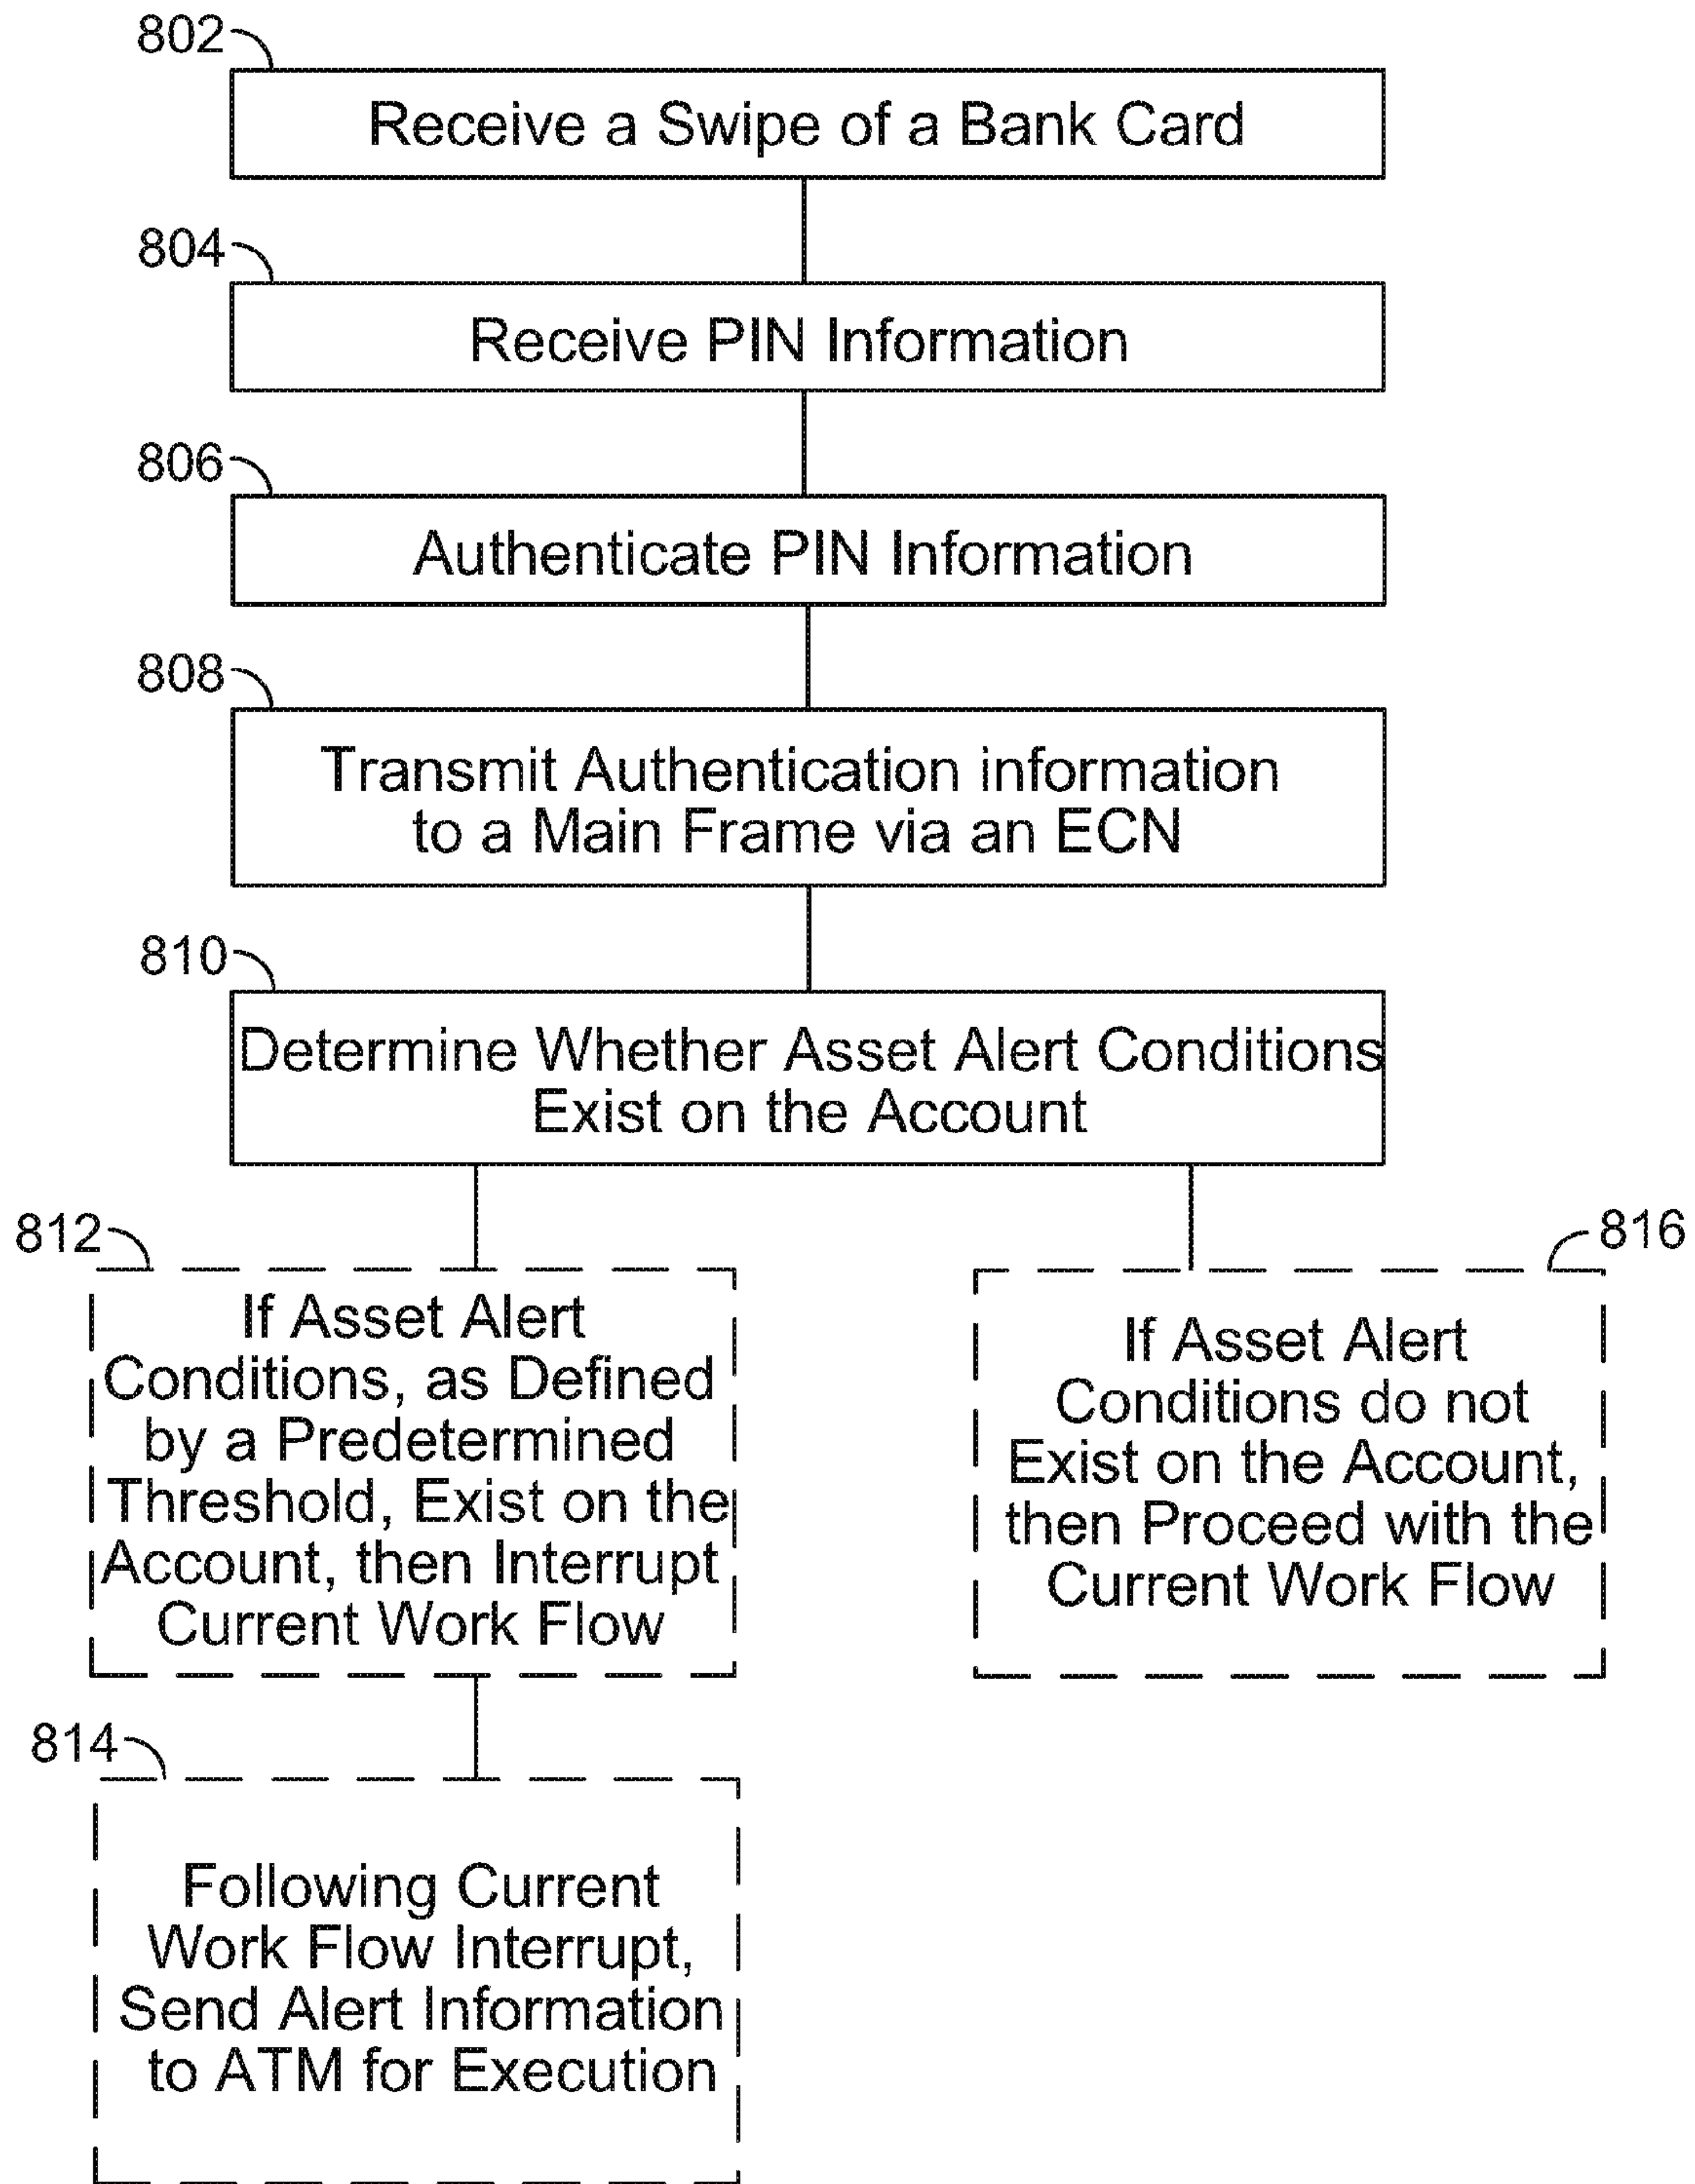 802
Receive a Swipe of a Bank Card
804
Receive PIN Information
806
Authenticate PIN Information
808
Transmit Authentication information
to a Main Frame via an ECN
810
Determine Whether Asset Alert Conditions
Exist on the Account
812
If Asset Alert
Conditions, as Defined
by a Predetermined
Threshold, Exist on the
Account, then Interrupt
Current Work Flow
816
If Asset Alert
Conditions do not
Exist on the Account,
then Proceed with the
Current Work Flow
814
Following Current
Work Flow Interrupt,
Send Alert Information
to ATM for Execution